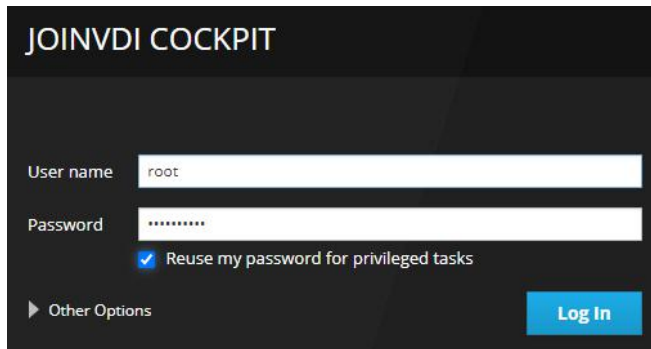 JOINVDI COCKPIT
User name root
Password ••••••••••
Reuse my password for privileged tasks
Other Options Log In